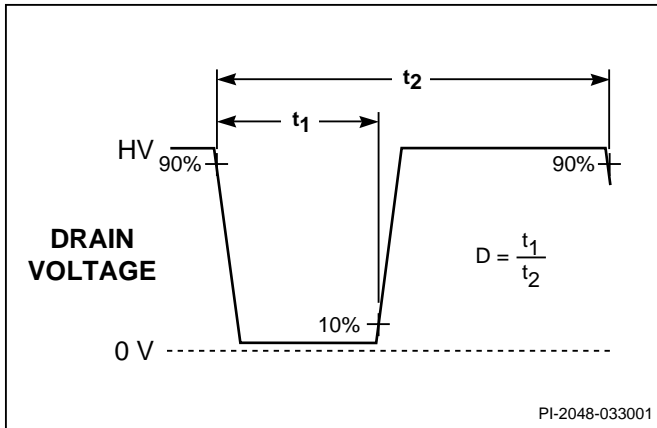 t2
t1
HV
90%
90%
DRAIN
VOLTAGE
D = t1
t2
10%
0 V
PI-2048-033001